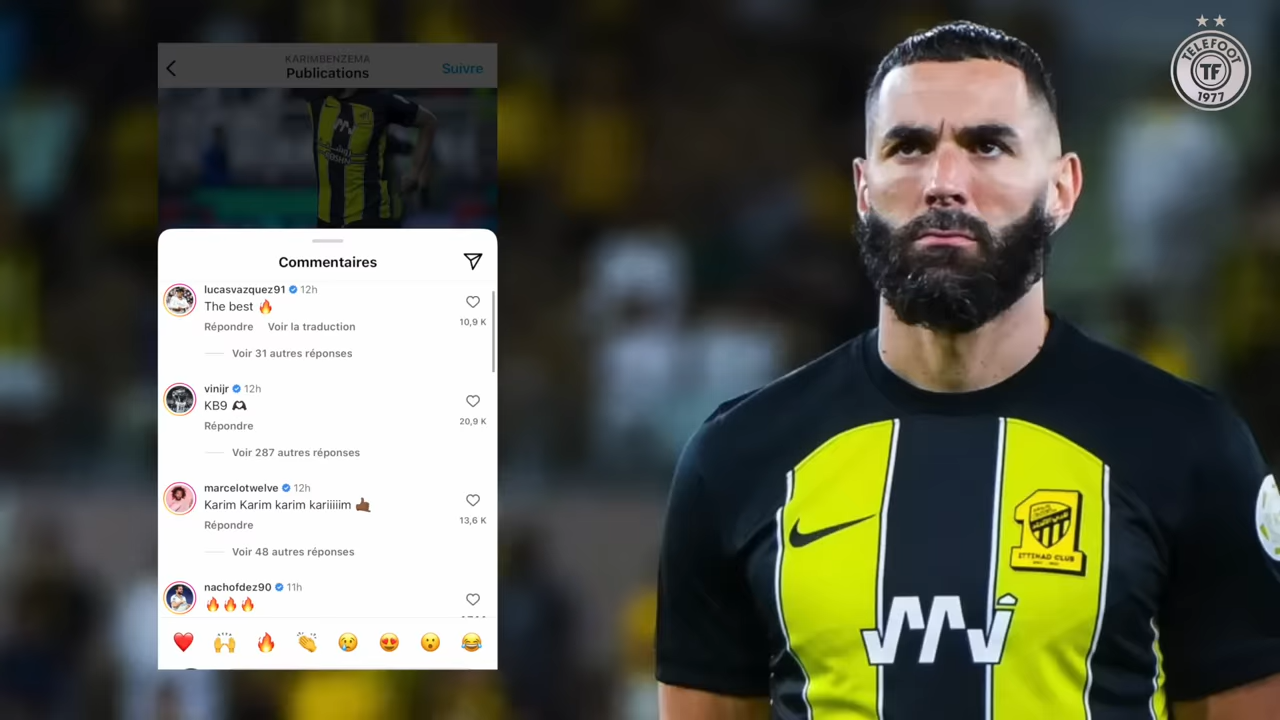 KARIMBENZEMA
Publications
Suivre
Commentaires
lucasvazquez91 12h
The best 🔥
10,9 K
Répondre Voir la traduction
Voir 31 autres réponses
vinijr 12h
KB9 🫶🏿
20,9 K
Répondre
Voir 287 autres réponses
marcelotwelve 12h
Karim Karim karim kariiiiim 🤙🏾
13,6 K
Répondre
Voir 48 autres réponses
nachofdez90 11h
🔥🔥🔥
❤️ 🙌 🔥 👏 😢 😍 😮 😂
TELEFOOT
TF
1977
1
ITTIHAD CLUB